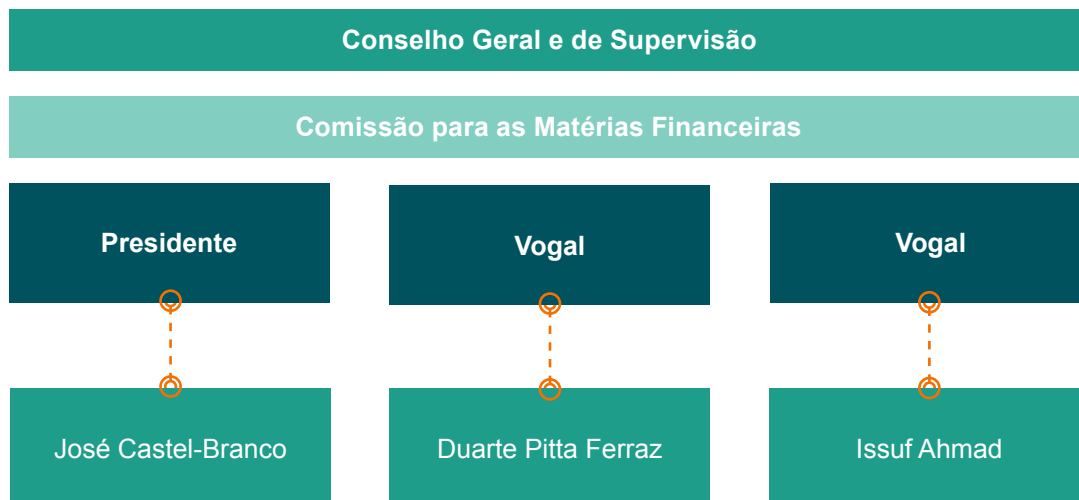 Conselho Geral e de Supervisão
Comissão para as Matérias Financeiras
Presidente
Vogal
Vogal
José Castel-Branco
Duarte Pitta Ferraz
Issuf Ahmad